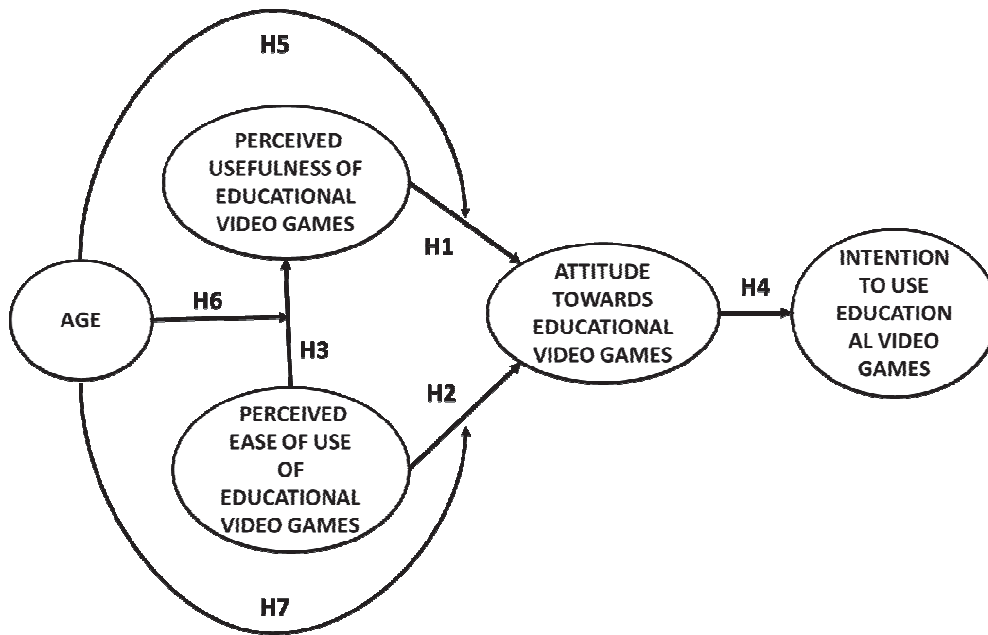 H5
PERCEIVED
USEFULNESS OF
EDUCATIONAL
VIDEO GAMES
H1
AGE
H6
H3
ATTITUDE
TOWARDS
EDUCATIONAL
VIDEO GAMES
H4
INTENTION
TO USE
EDUCATION
AL VIDEO
GAMES
H2
PERCEIVED
EASE OF USE
OF
EDUCATIONAL
VIDEO GAMES
H7